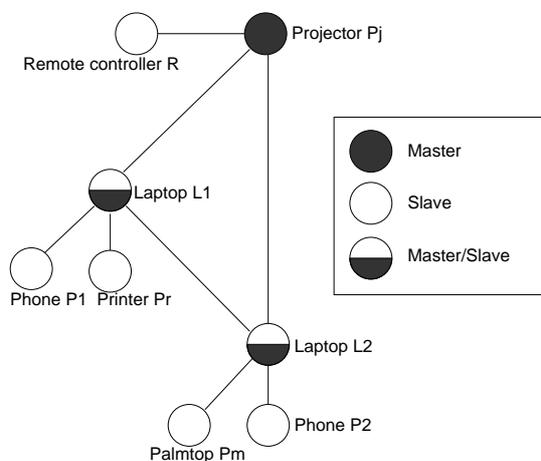 Projector Pj
Remote controller R
Master
Laptop L1
Slave
Master/Slave
Phone P1
Printer Pr
Laptop L2
Phone P2
Palmtop Pm